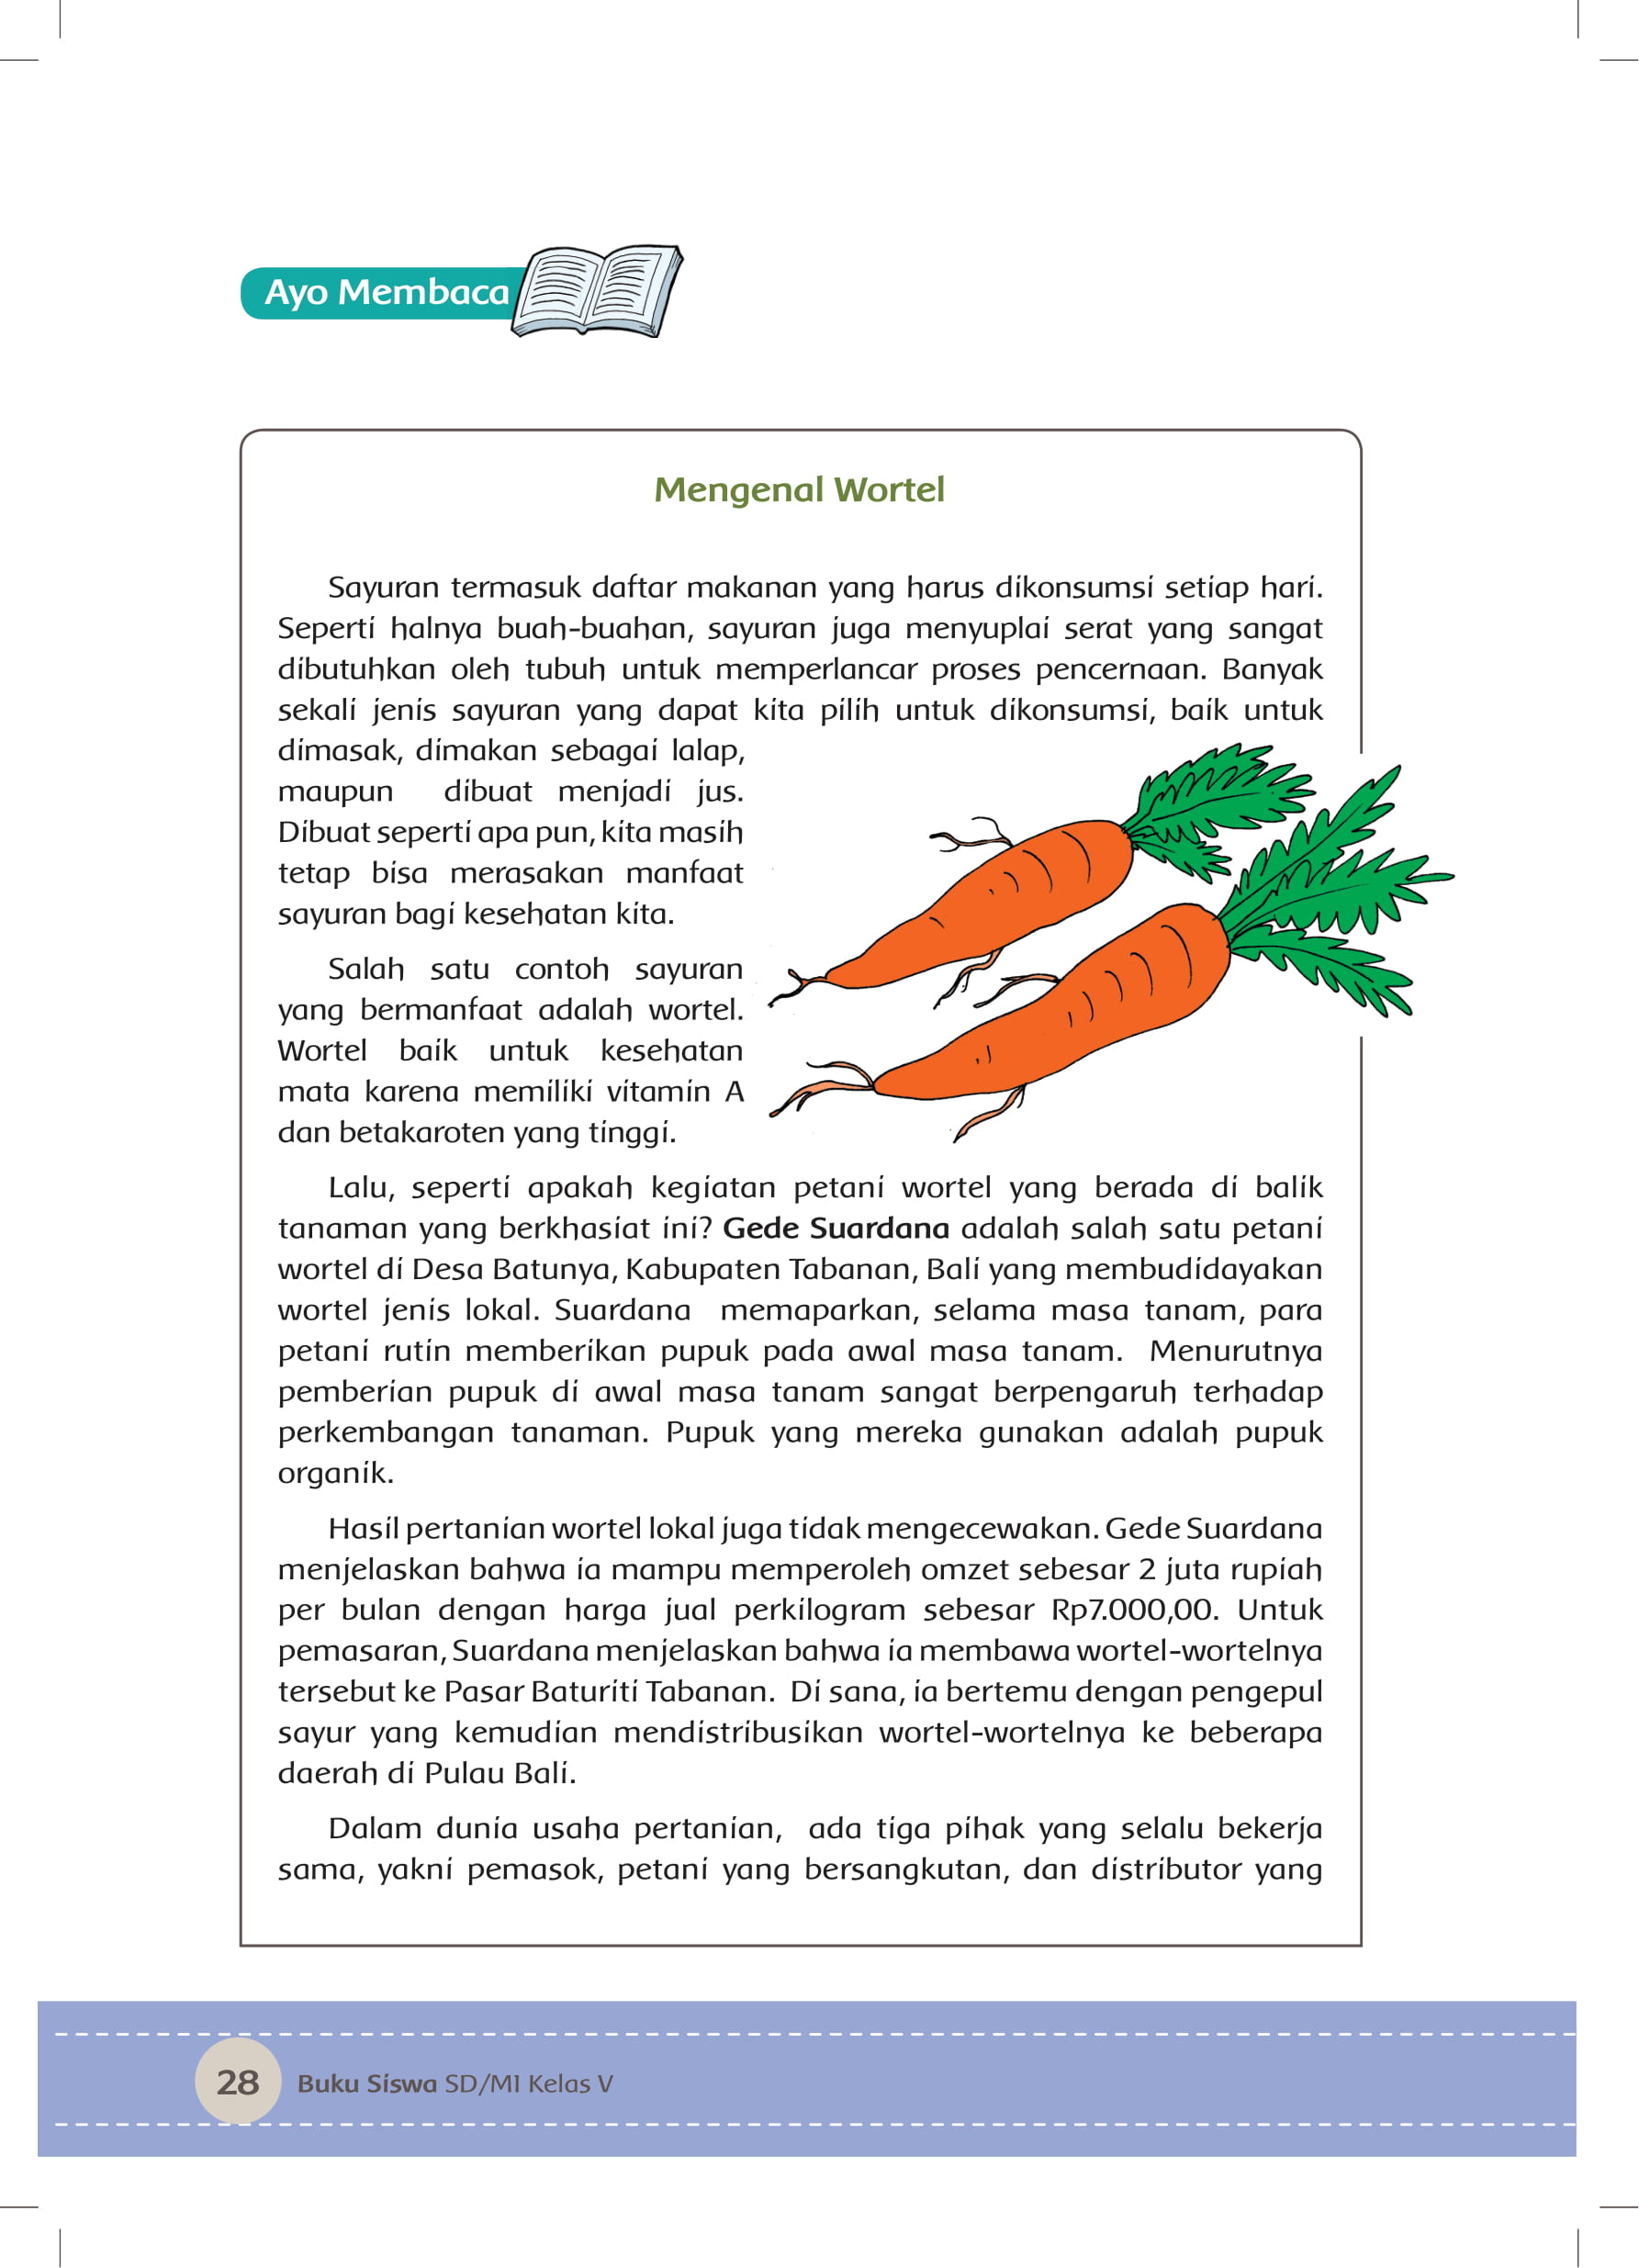 Ayo Membaca
Mengenal Wortel
Sayuran termasuk daftar makanan yang harus dikonsumsi setiap hari.
Seperti halnya buah-buahan, sayuran juga menyuplai serat yang sangat
dibutuhkan oleh tubuh untuk memperlancar proses pencernaan. Banyak
sekali jenis sayuran yang dapat kita pilih untuk dikonsumsi, baik untuk
dimasak, dimakan sebagai lalap,
maupun dibuat menjadi jus.
Dibuat seperti apa pun, kita masih
tetap bisa merasakan manfaat
sayuran bagi kesehatan kita.
Salah satu contoh sayuran
yang bermanfaat adalah wortel.
Wortel baik untuk kesehatan
mata karena memiliki vitamin A
dan betakaroten yang tinggi.
Lalu, seperti apakah kegiatan petani wortel yang berada di balik
tanaman yang berkhasiat ini? Gede Suardana adalah salah satu petani
wortel di Desa Batunya, Kabupaten Tabanan, Bali yang membudidayakan
wortel jenis lokal. Suardana memaparkan, selama masa tanam, para
petani rutin memberikan pupuk pada awal masa tanam. Menurutnya
pemberian pupuk di awal masa tanam sangat berpengaruh terhadap
perkembangan tanaman. Pupuk yang mereka gunakan adalah pupuk
organik.
Hasil pertanian wortel lokal juga tidak mengecewakan. Gede Suardana
menjelaskan bahwa ia mampu memperoleh omzet sebesar 2 juta rupiah
per bulan dengan harga jual perkilogram sebesar Rp7.000,00. Untuk
pemasaran, Suardana menjelaskan bahwa ia membawa wortel-wortelnya
tersebut ke Pasar Baturiti Tabanan. Di sana, ia bertemu dengan pengepul
sayur yang kemudian mendistribusikan wortel-wortelnya ke beberapa
daerah di Pulau Bali.
Dalam dunia usaha pertanian, ada tiga pihak yang selalu bekerja
sama, yakni pemasok, petani yang bersangkutan, dan distributor yang
28 Buku Siswa SD/MI Kelas V